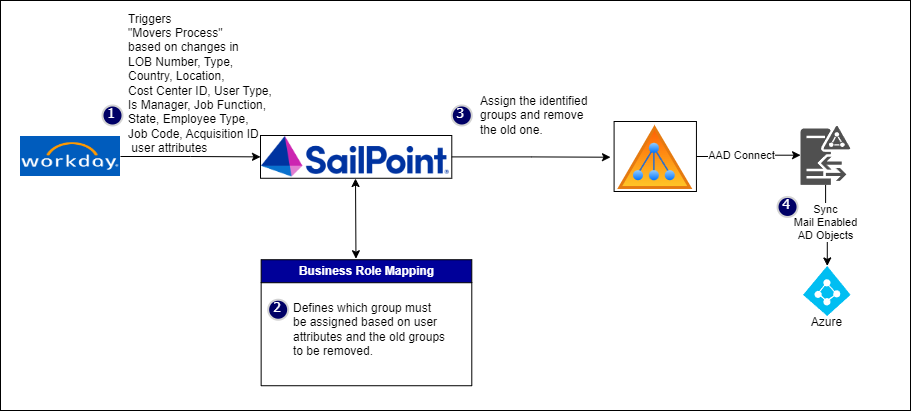 Triggers
"Movers Process"
based on changes in
LOB Number, Type,
Country, Location,
Cost Center ID, User Type,
Is Manager, Job Function,
State, Employee Type,
Job Code, Acquisition ID
user attributes
1
workday.
SailPoint
3
Assign the identified
groups and remove
the old one.
AAD Connect
4
Sync
Mail Enabled
AD Objects
Azure
Business Role Mapping
2
Defines which group must
be assigned based on user
attributes and the old groups
to be removed.